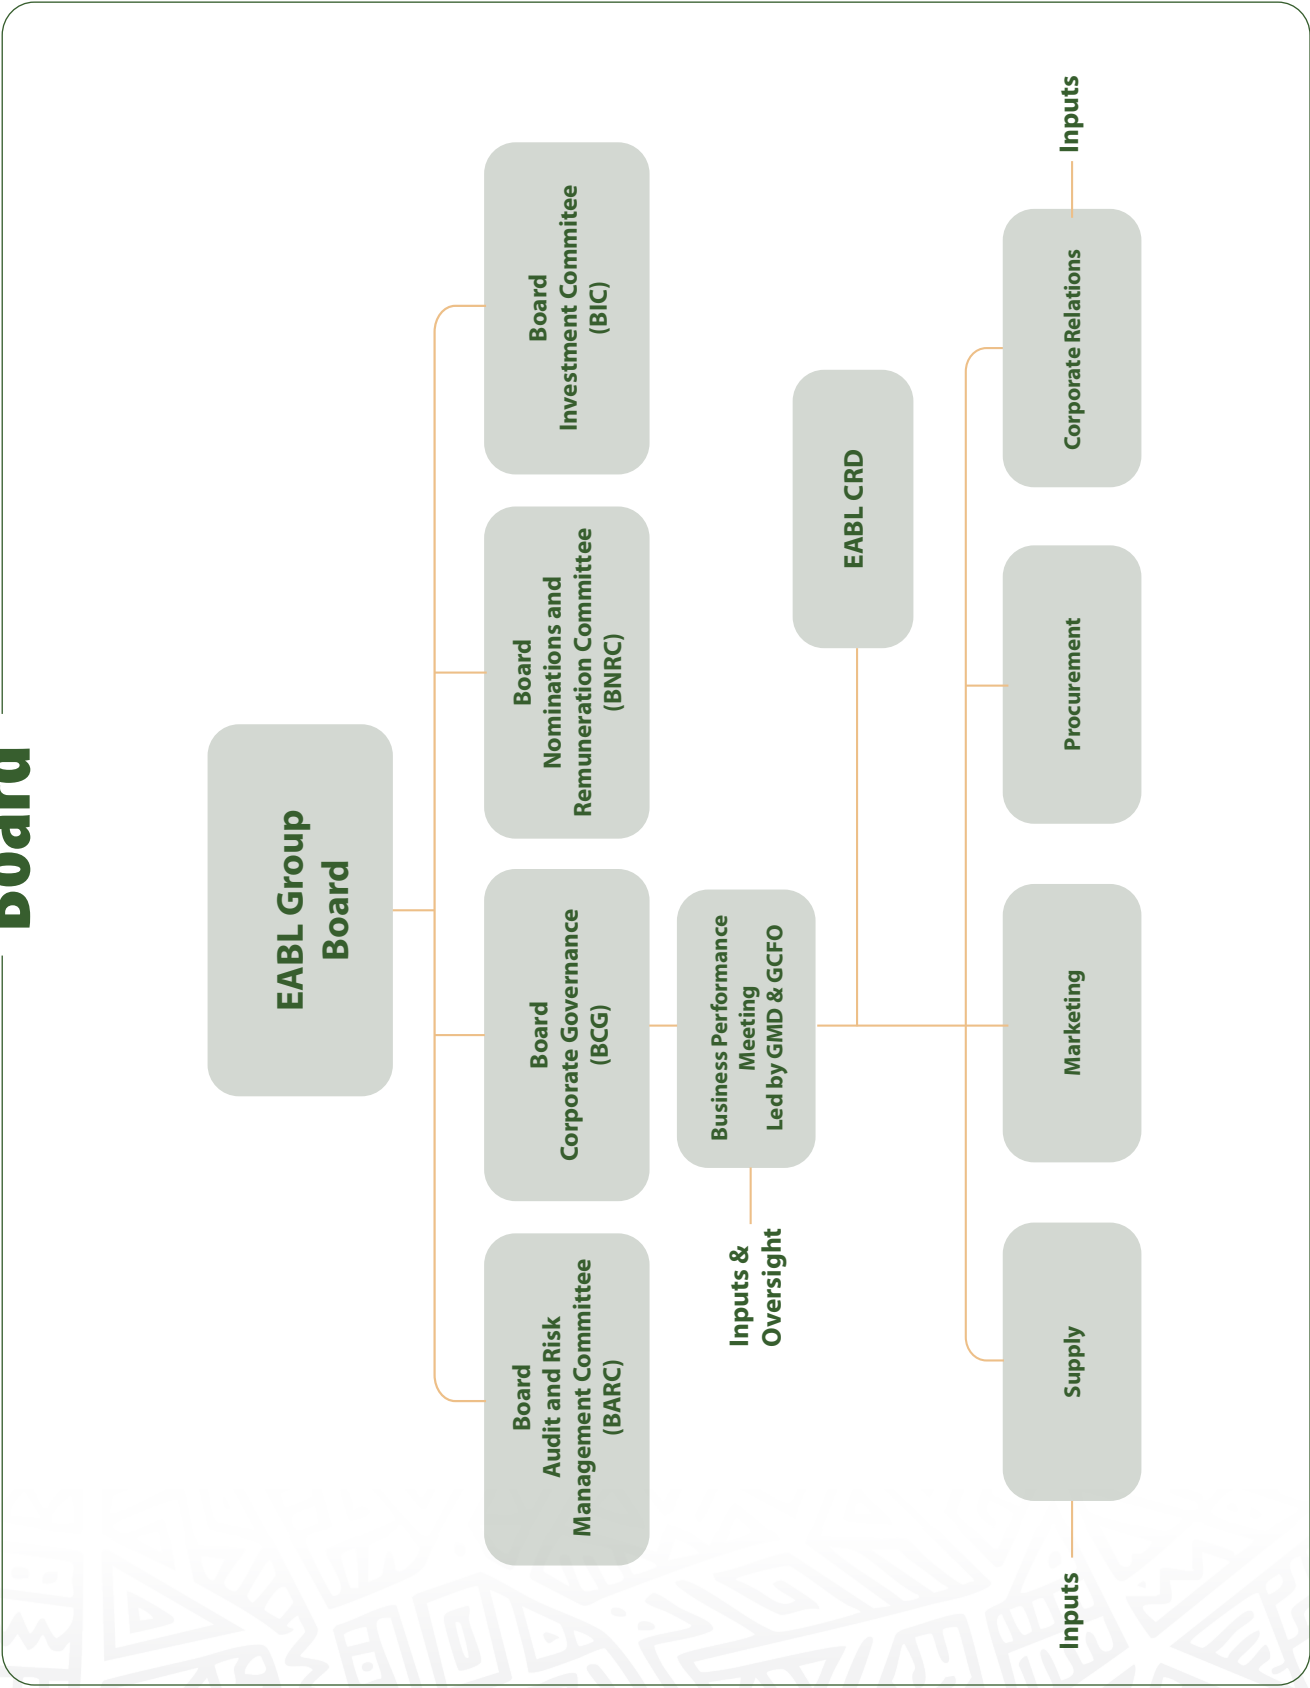 Board
EABL Group
Board
Board
Audit and Risk
Management Committee
(BARC)
Board
Corporate Governance
(BCG)
Board
Nominations and
Remuneration Committee
(BNRC)
Board
Investment Commitee
(BIC)
Inputs &
Oversight
Business Performance
Meeting
Led by GMD & GCFO
EABL CRD
Inputs
Supply
Marketing
Procurement
Corporate Relations
Inputs